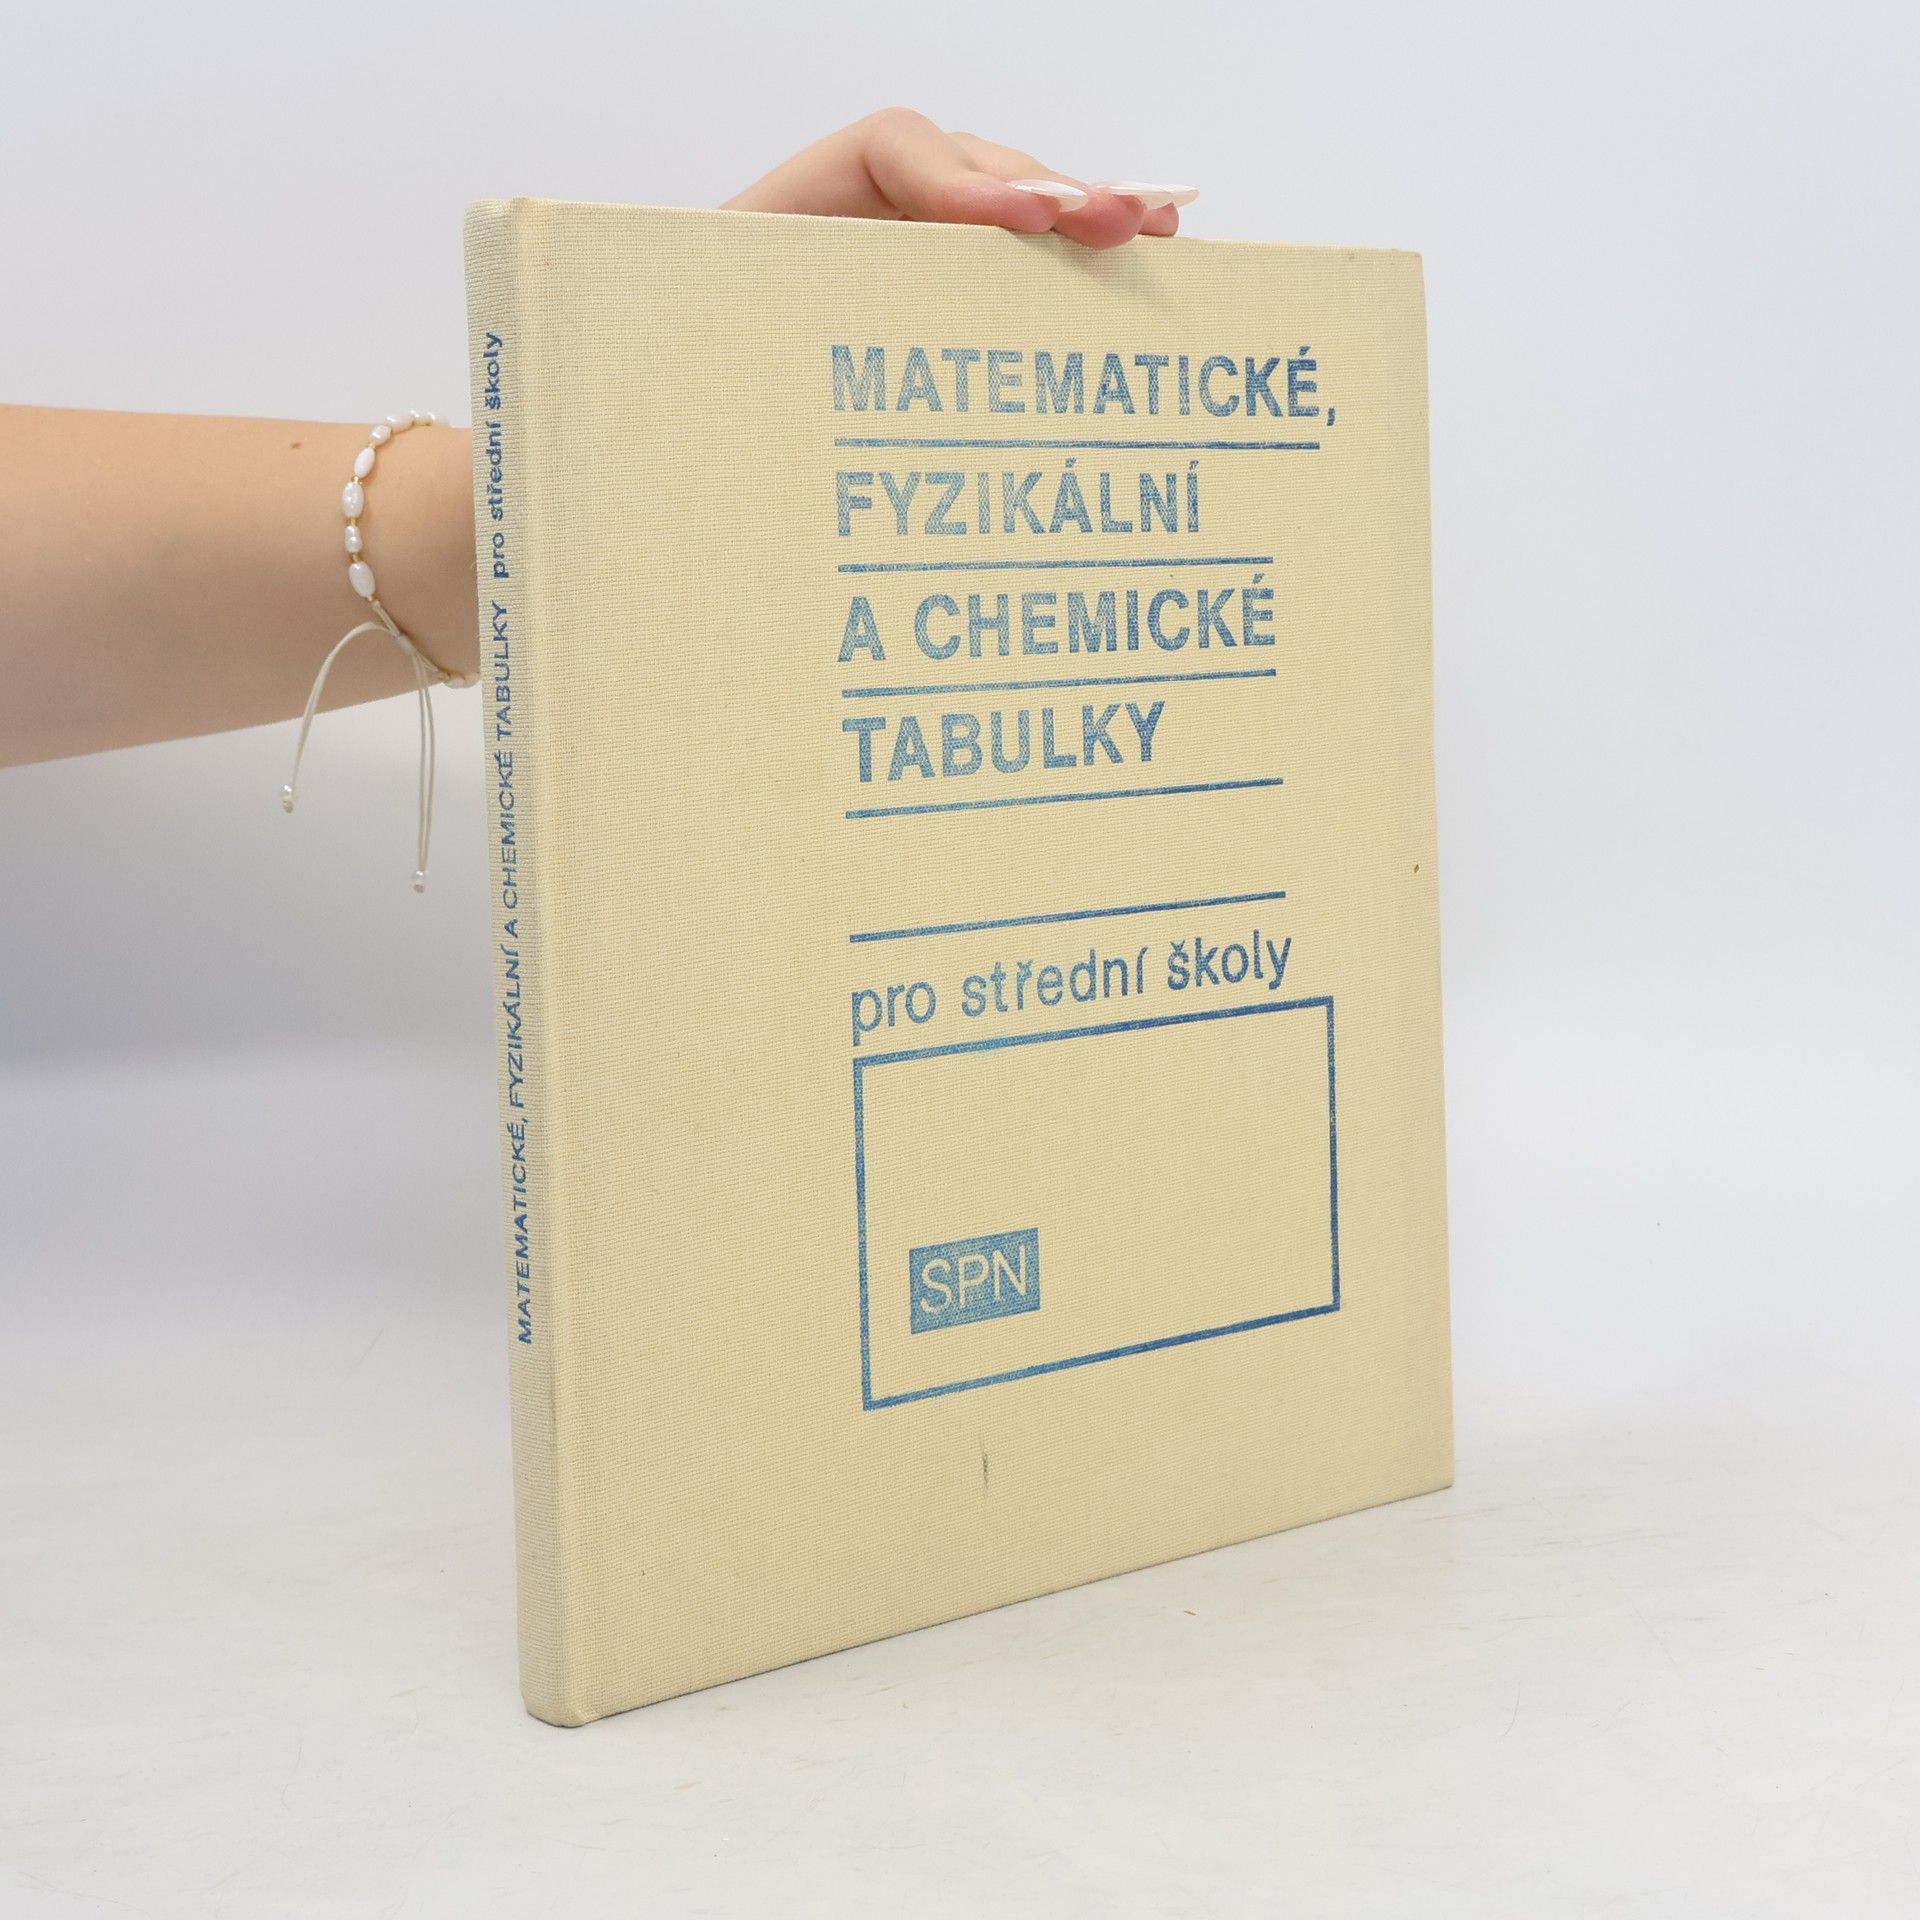 MATEMATICKÉ, FYZIKÁLNÍ A CHEMICKÉ TABULKY pro střední školy
MATEMATICKÉ,
FYZIKÁLNÍ
A CHEMICKÉ
TABULKY
pro střední školy
SPN